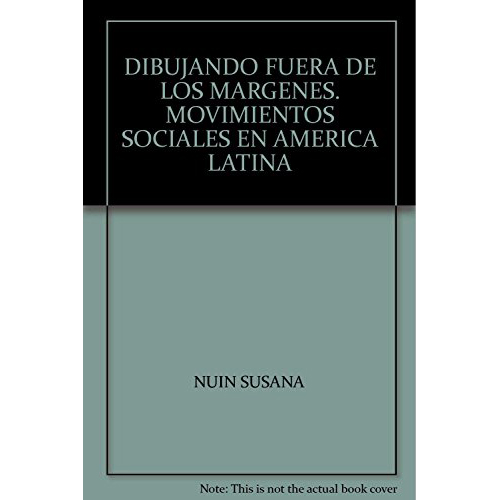 DIBUJANDO FUERA DE
LOS MARGENES.
MOVIMIENTOS
SOCIALES EN AMERICA
LATINA
NUIN SUSANA
Note: This is not the actual book cover